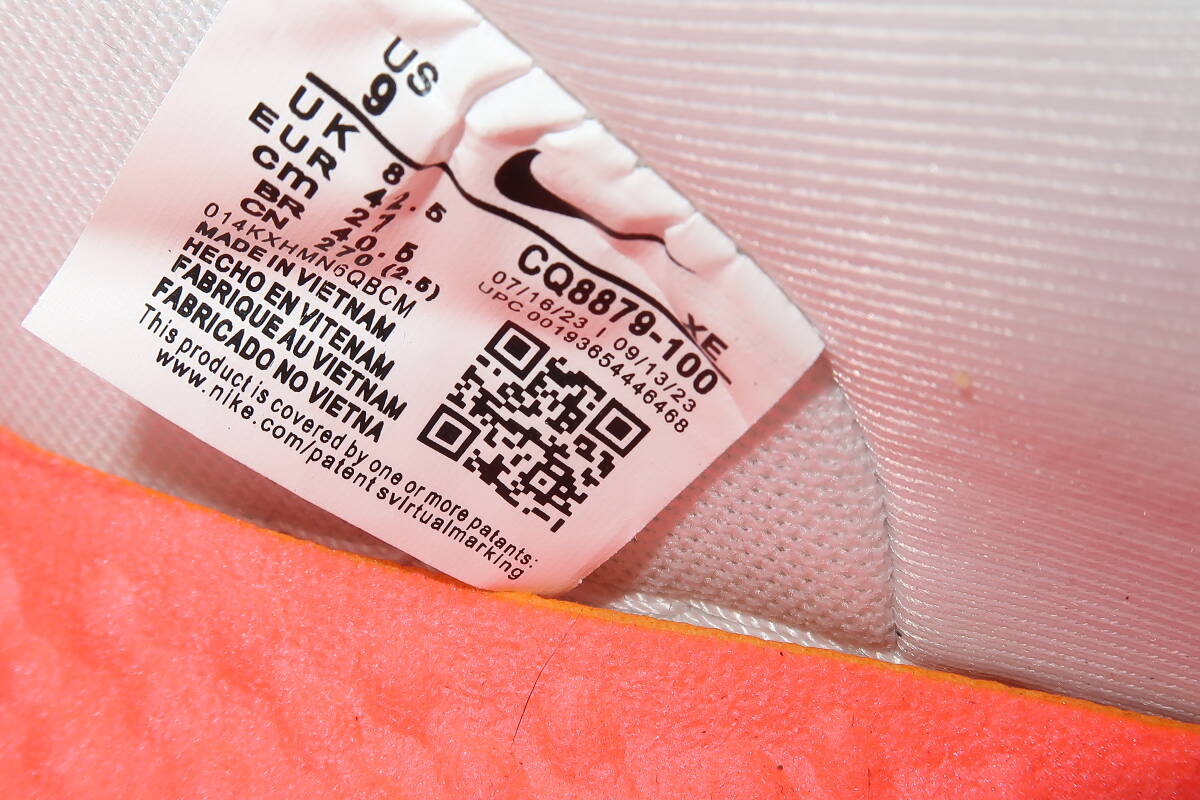 US
9
UK 8
EUR 42.5
cm 27
BR 40.5
CN 270 (2.5)
014KXHMN6QBCM
MADE IN VIETNAM
HECHO EN VITENAM
FABRIQUE AU VIETNAM
FABRICADO NO VIETNA
This product is covered by one or more patants:
www.nike.com/patent svlrtualmarking
XE
CQ8879-100
07/16/23 | 09/13/23
UPC 00193654446468